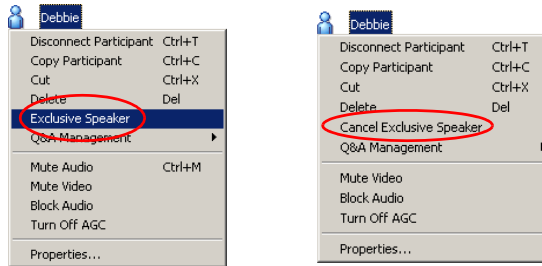 Debbie
Disconnect Participant Ctrl+T
Copy Participant Ctrl+C
Cut Ctrl+X
Delete Del
Exclusive Speaker
Q&A Management
Mute Audio Ctrl+M
Mute Video
Block Audio
Turn Off AGC
Properties...
Debbie
Disconnect Participant Ctrl+T
Copy Participant Ctrl+C
Cut Ctrl+X
Delete Del
Cancel Exclusive Speaker
Q&A Management
Mute Video
Block Audio
Turn Off AGC
Properties...